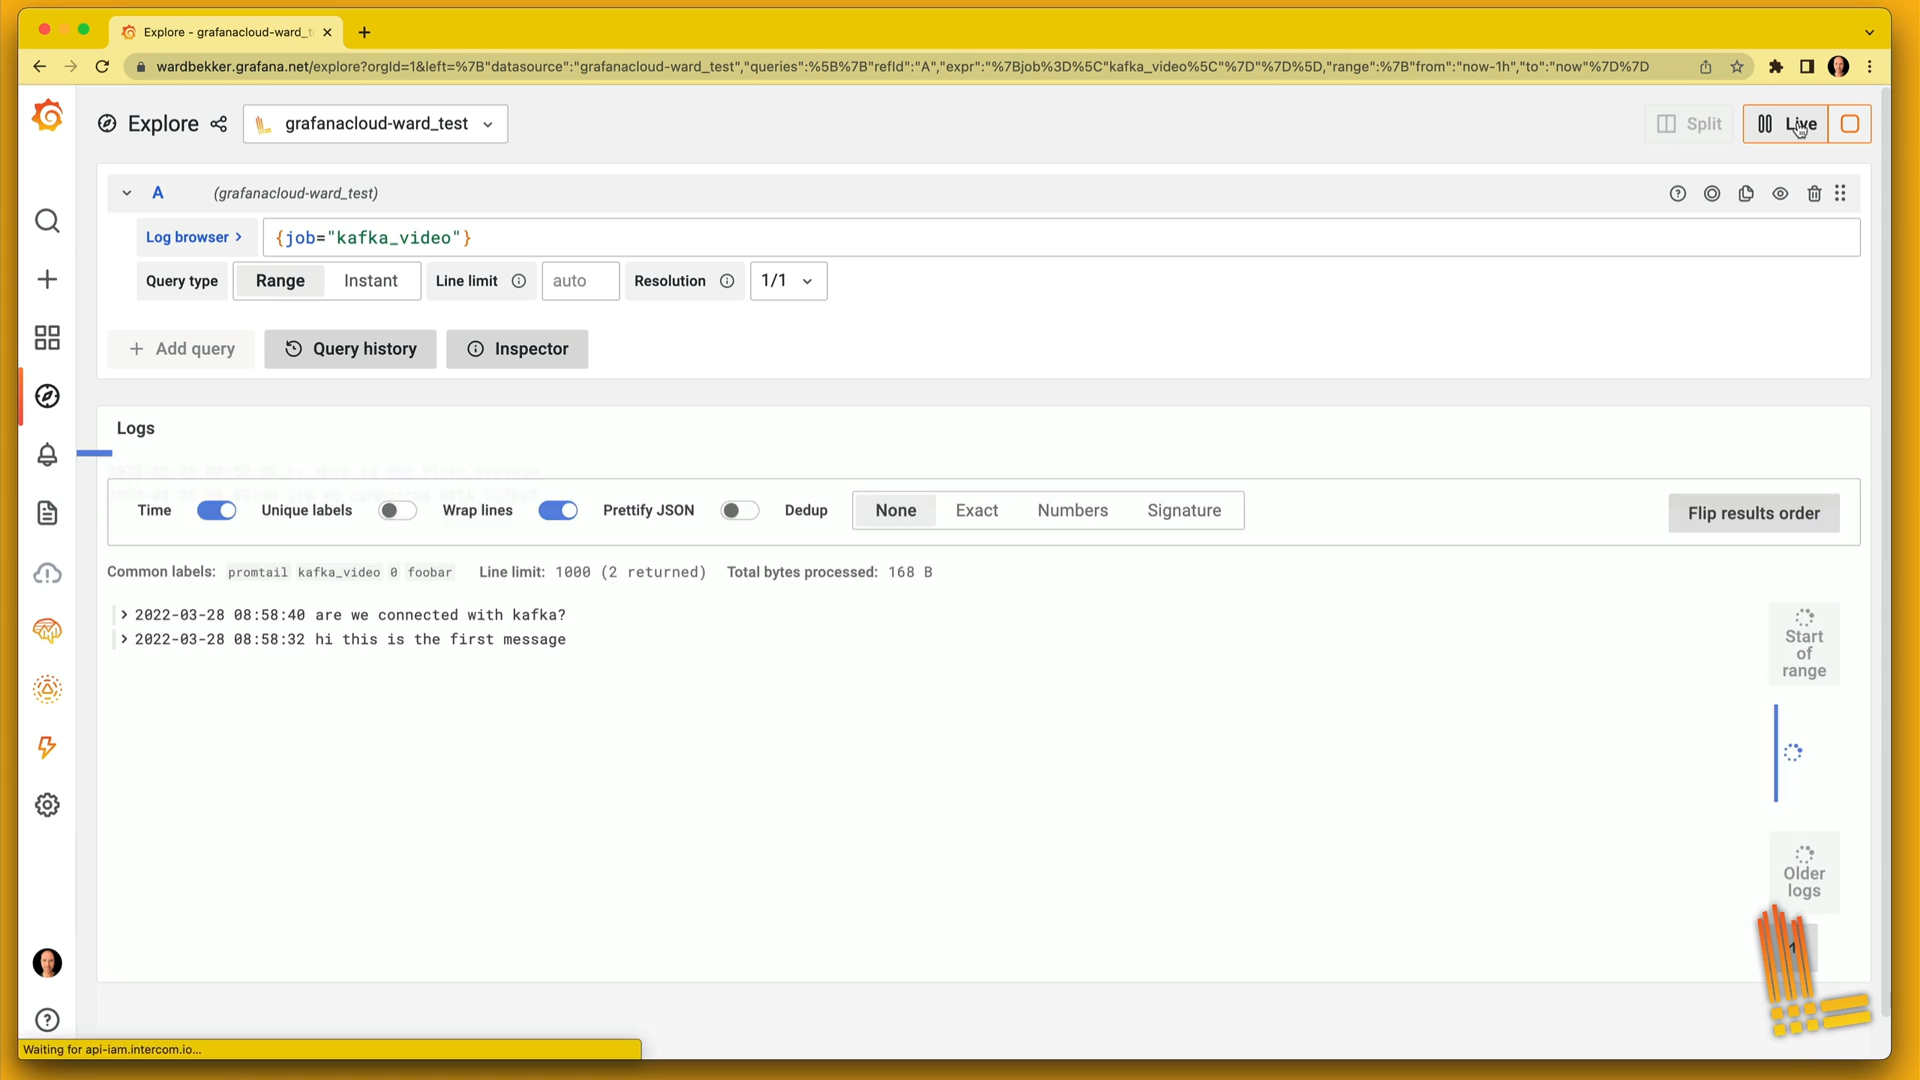 Explore - grafanacloud-ward_t
wardbekker.grafana.net/explore?orgId=1&left=%7B"datasource":"grafanacloud-ward_test","queries":%5B%7B"refId":"A","expr":"%7Bjob%3D%5C"kafka_video%5C"%7D"%7D%5D,"range":%7B"from":"now-1h","to":"now"%7D%7D
Explore
grafanacloud-ward_test
Split
Live
A
(grafanacloud-ward_test)
Log browser >
{job="kafka_video"}
Query type
Range
Instant
Line limit
auto
Resolution
1/1
+ Add query
Query history
Inspector
Logs
Time
Unique labels
Wrap lines
Prettify JSON
Dedup
None
Exact
Numbers
Signature
Flip results order
Common labels: promtail kafka_video 0 foobar Line limit: 1000 (2 returned) Total bytes processed: 168 B
> 2022-03-28 08:58:40 are we connected with kafka?
> 2022-03-28 08:58:32 hi this is the first message
Start
of
range
Older
logs
Waiting for api-iam.intercom.io...